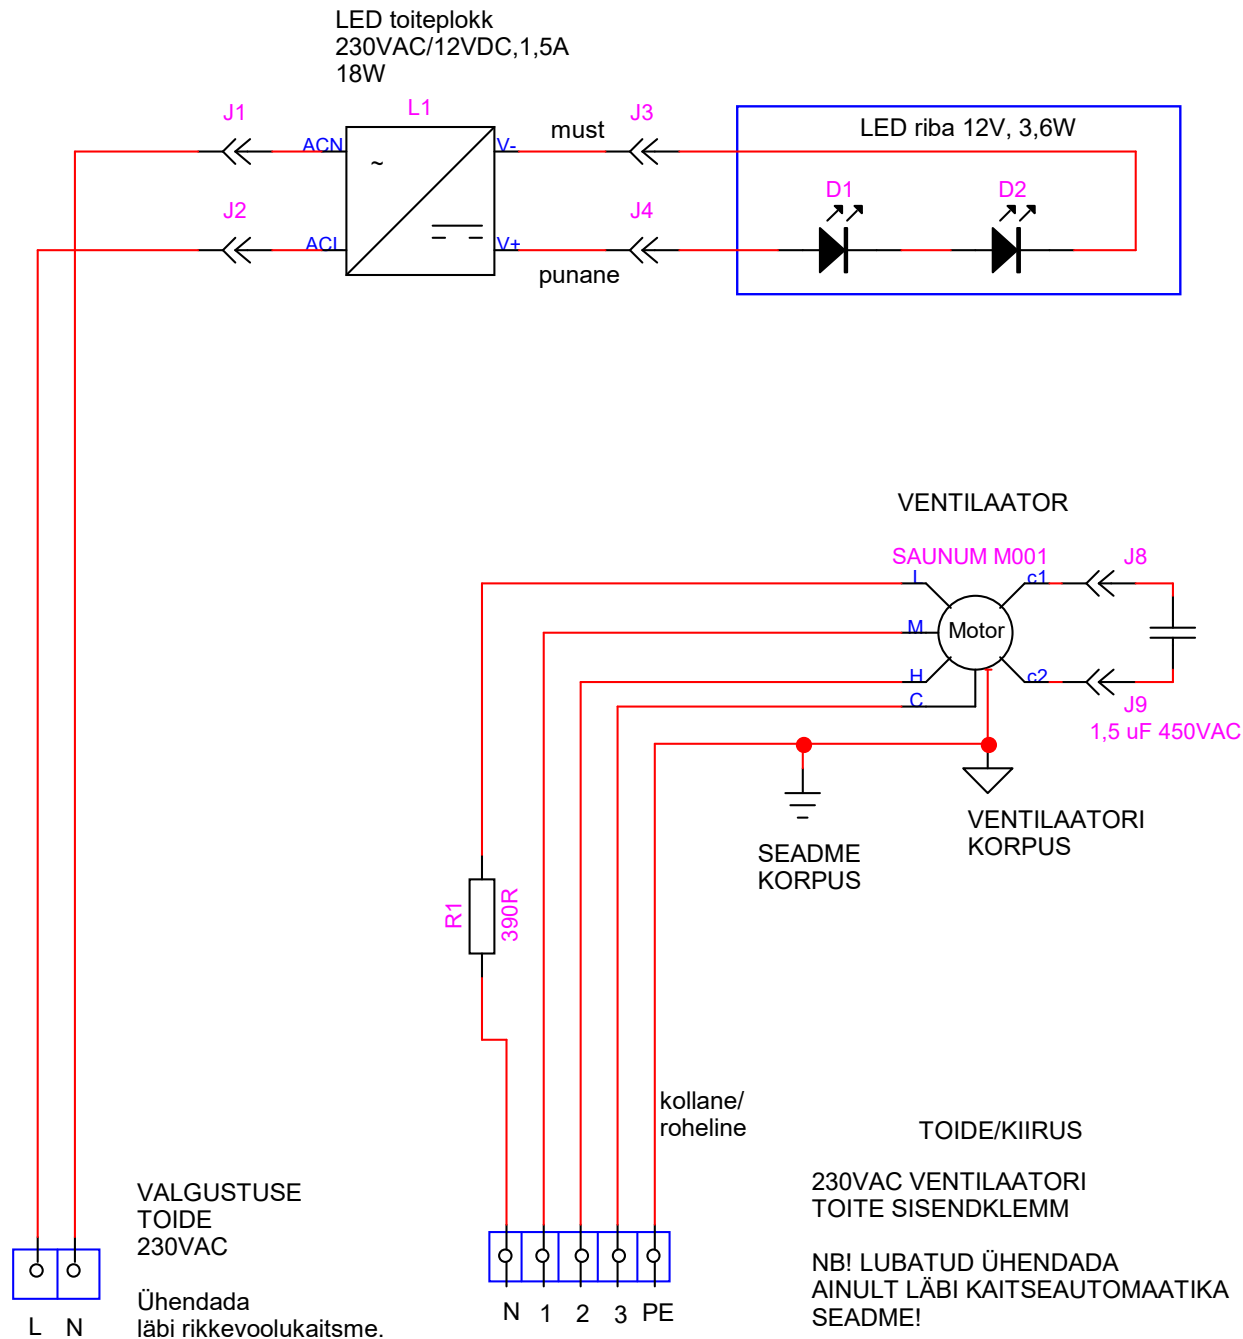 LED toiteplokk
230VAC/12VDC,1,5A
18W
J1
L1
J3
ACN
~
V-
must
LED riba 12V, 3,6W
J2
J4
D1
D2
ACL
V+
punane
VENTILAATOR
SAUNUM M001
J8
L
c1
M
Motor
H
c2
C
J9
1,5 uF 450VAC
VENTILAATORI
KORPUS
SEADME
KORPUS
R1
390R
kollane/
roheline
TOIDE/KIIRUS
230VAC VENTILAATORI
TOITE SISENDKLEMM
NB! LUBATUD ÜHENDADA
AINULT LÄBI KAITSEAUTOMAATIKA
SEADME!
VALGUSTUSE
TOIDE
230VAC
Ühendada
läbi rikkevoolukaitsme.
L N
N 1 2 3 PE